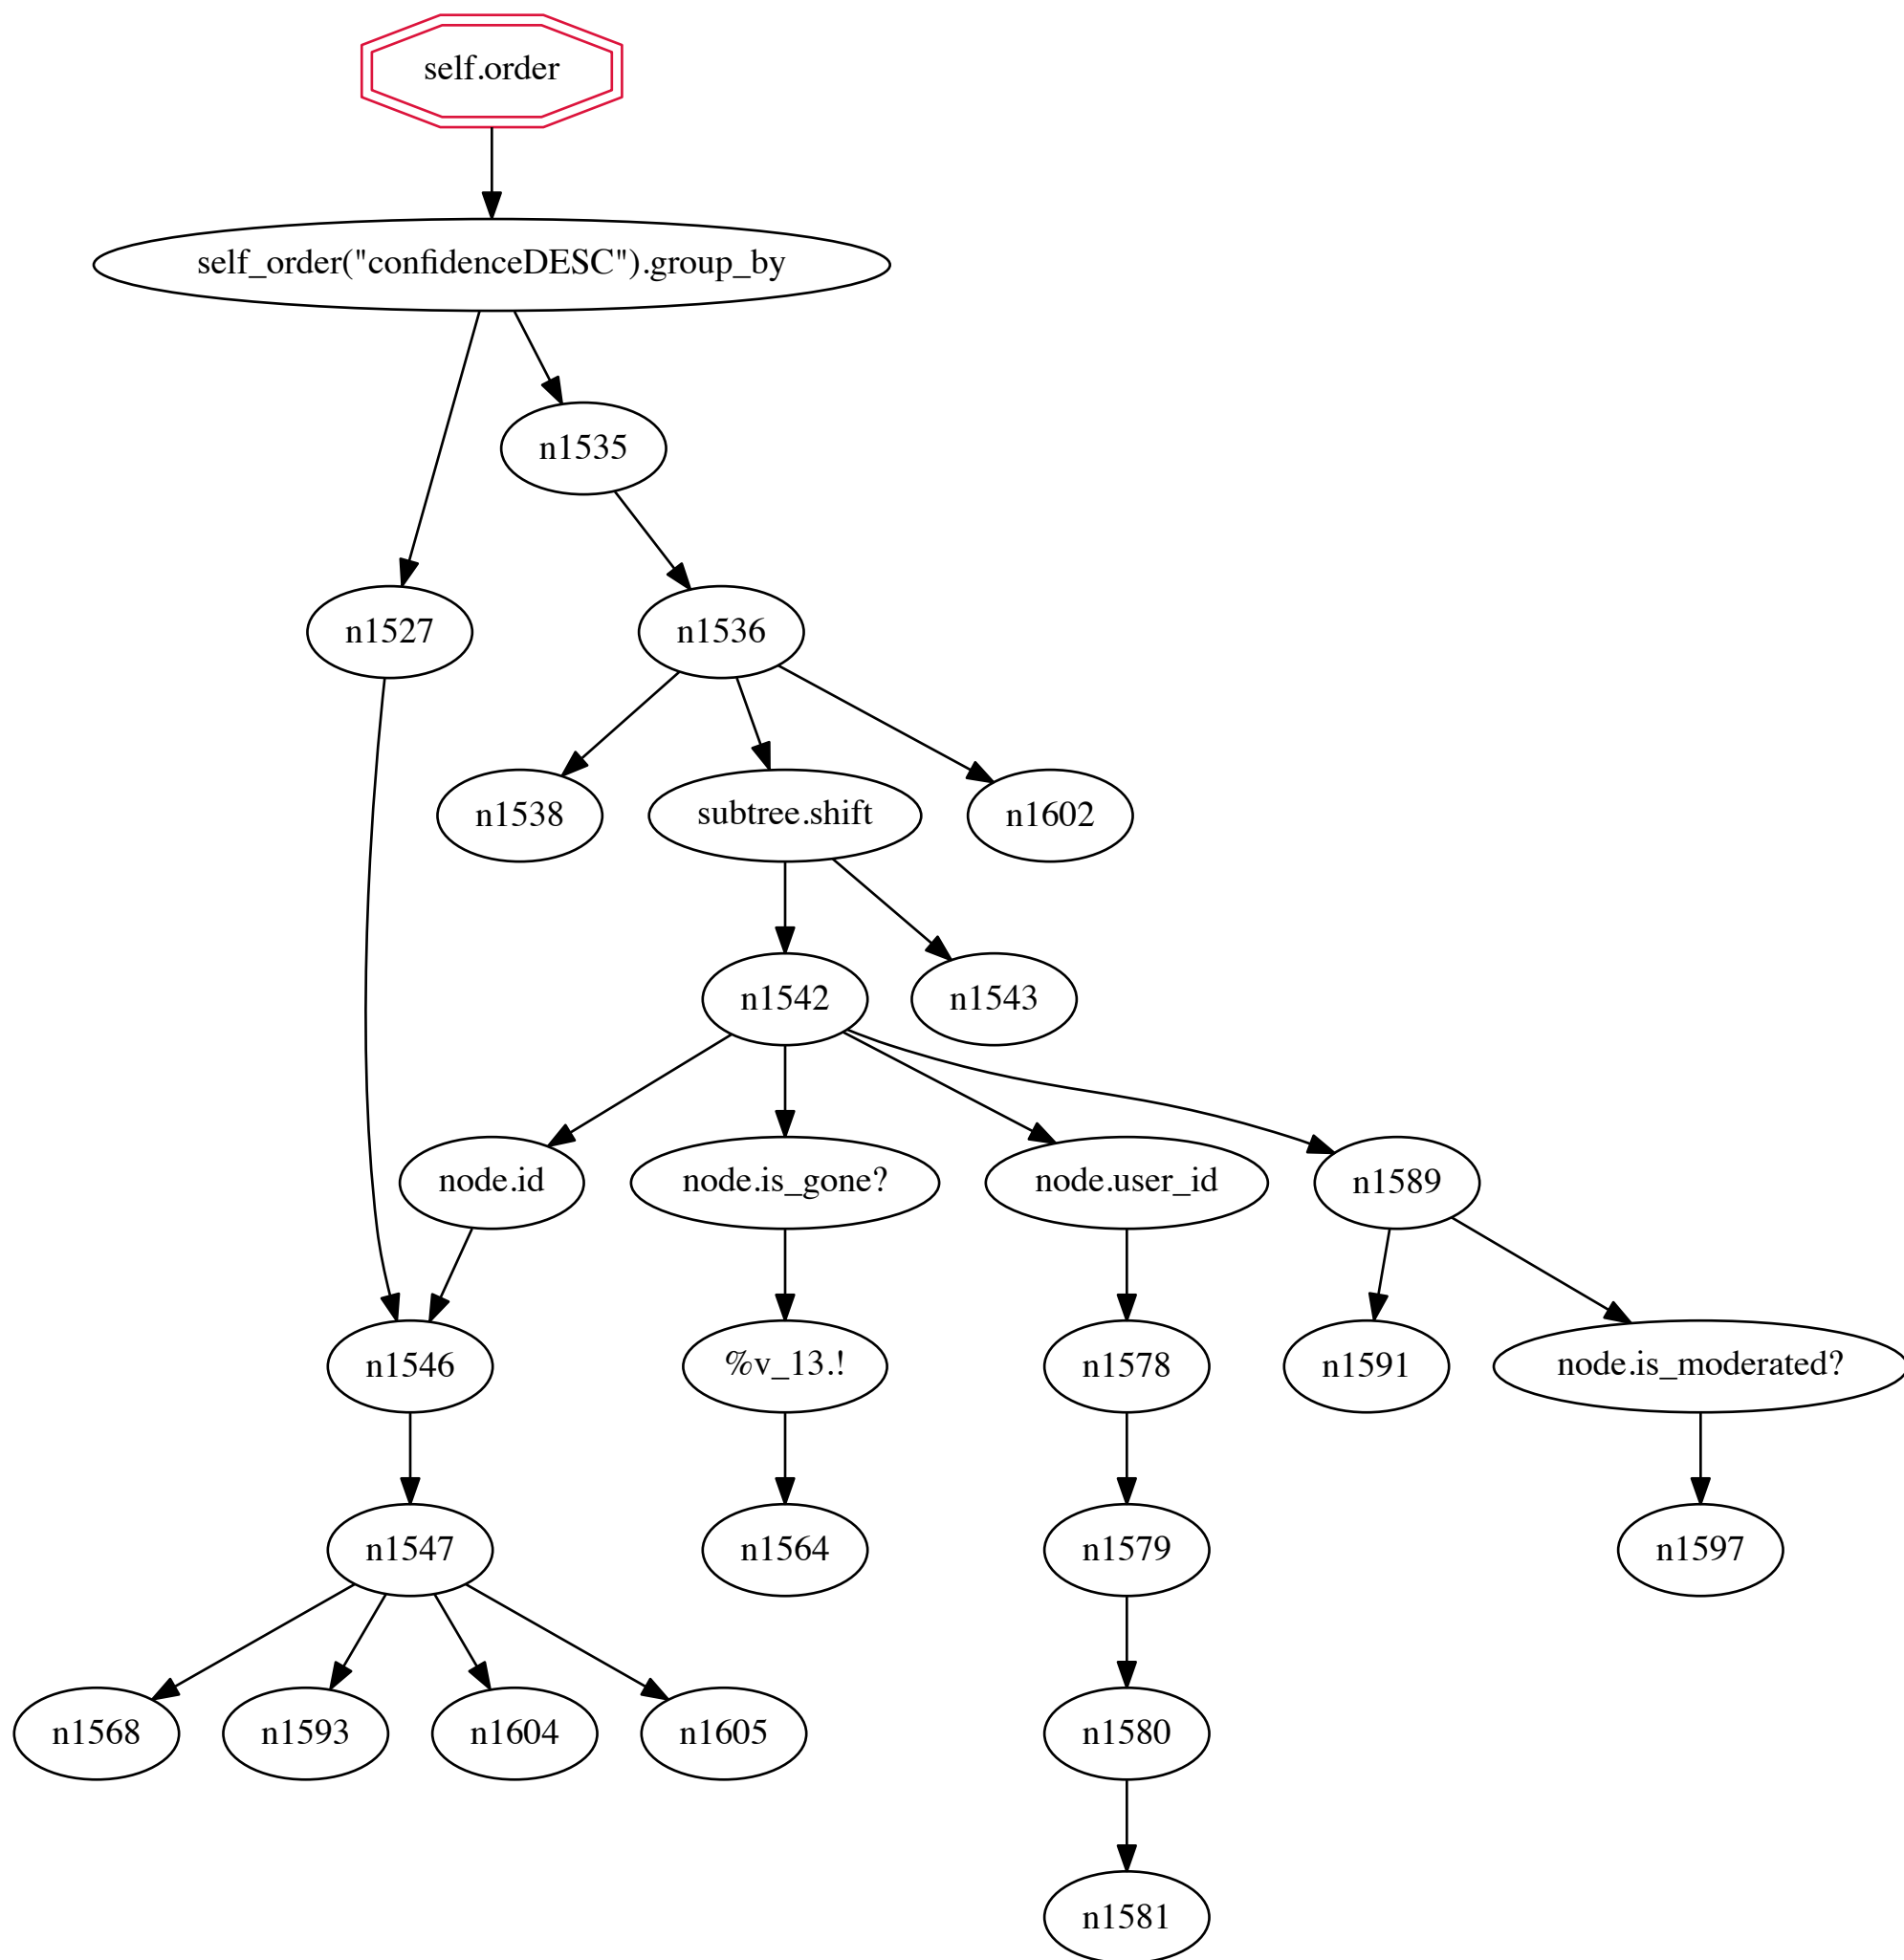 self.order
self_order("confidenceDESC").group_by
n1535
n1527
n1536
n1538
subtree.shift
n1602
n1542
n1543
node.id
node.is_gone?
node.user_id
n1589
n1546
%v_13.!
n1578
n1591
node.is_moderated?
n1547
n1564
n1579
n1597
n1568
n1593
n1604
n1605
n1580
n1581